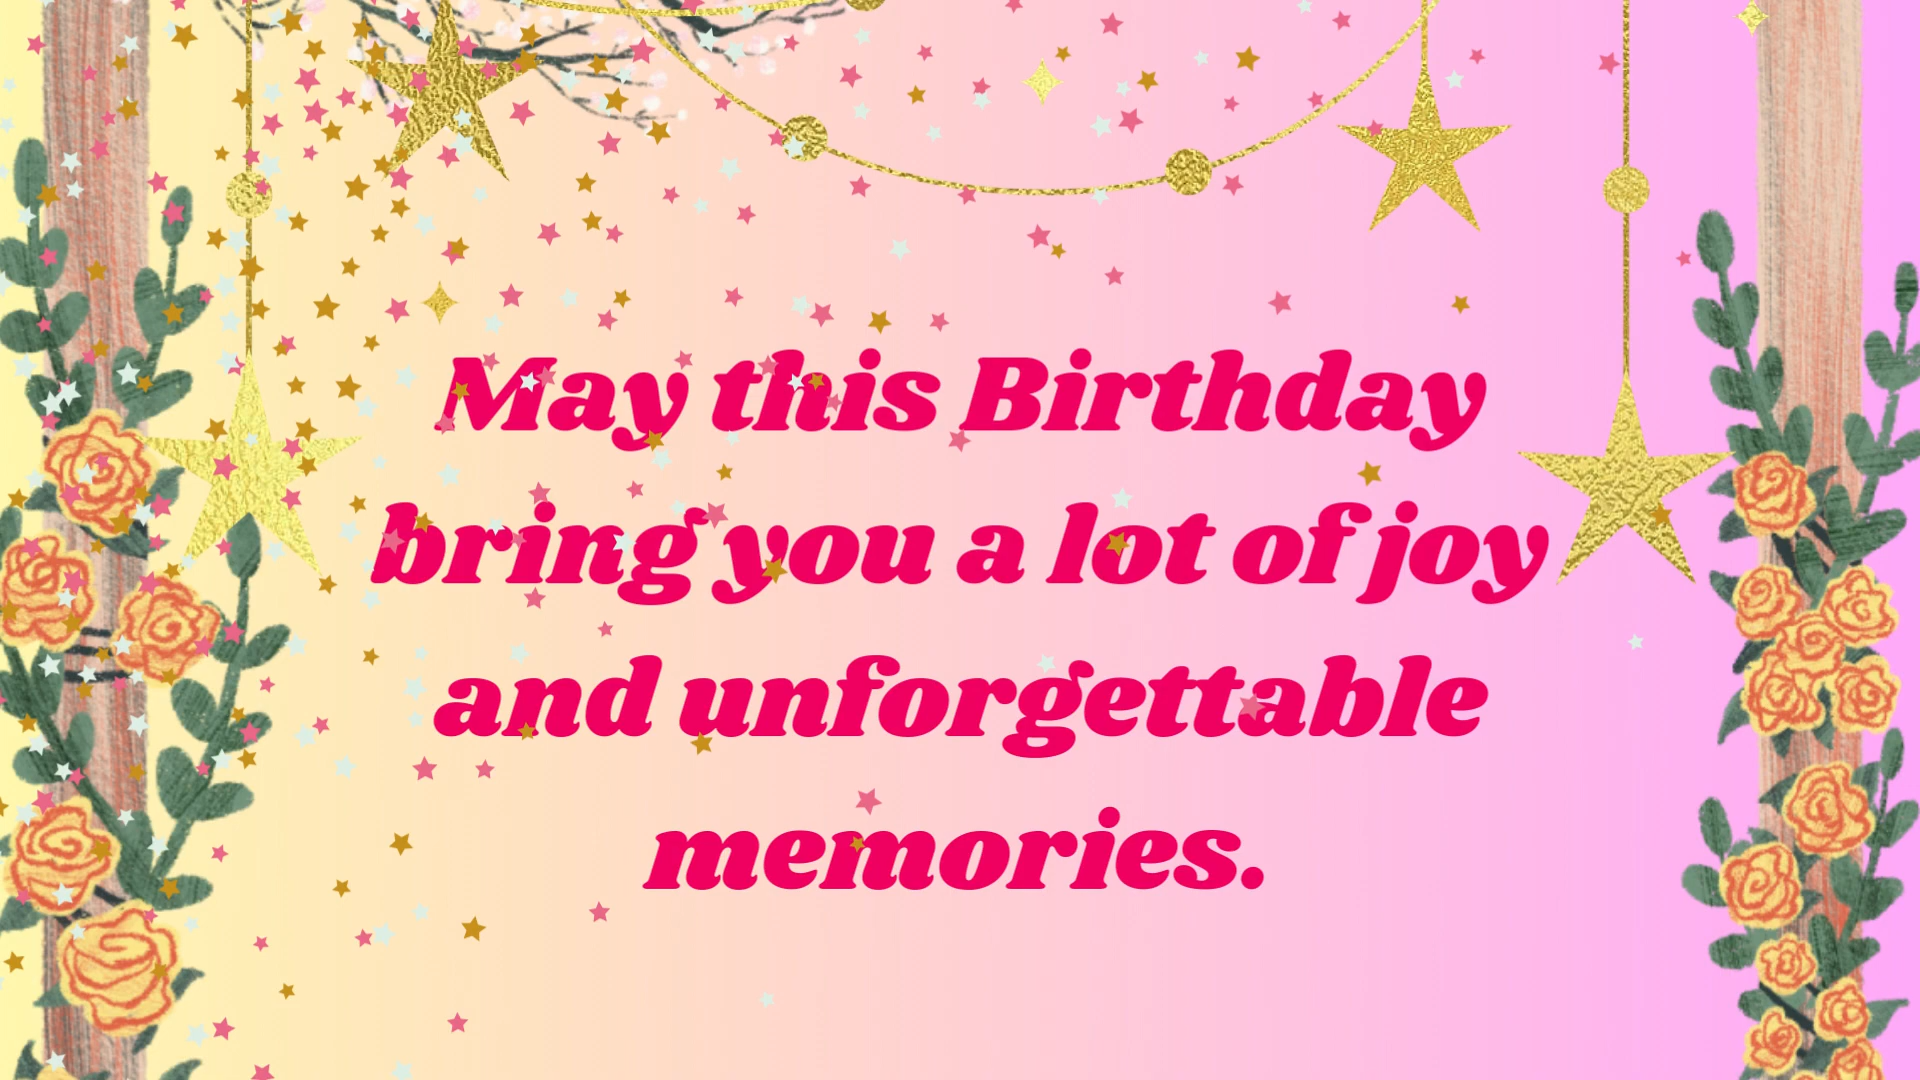 May this Birthday
bring you a lot of joy
and unforgettable
memories.